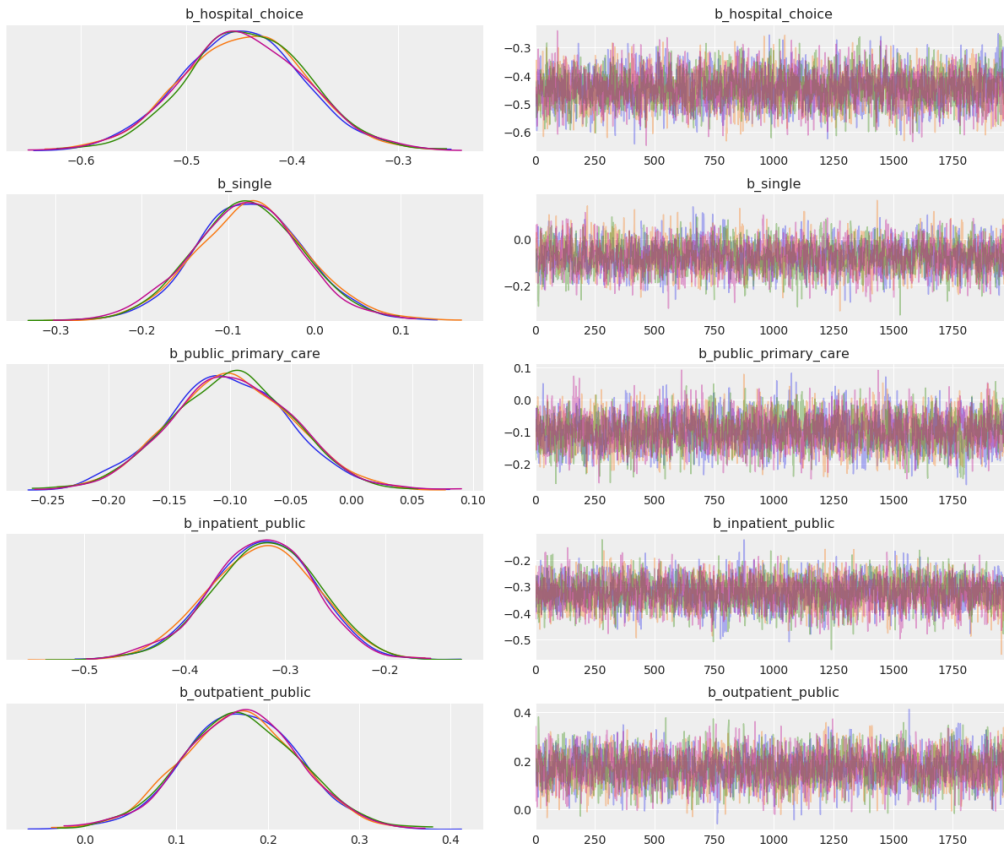 b_hospital_choice b_hospital_choice
−0.3
−0.4
−0.5
−0.6
−0.6 −0.5 −0.4 −0.3 0 250 500 750 1000 1250 1500 1750
b_single b_single
0.0
−0.2
−0.3 −0.2 −0.1 0.0 0.1 0 250 500 750 1000 1250 1500 1750
b_public_primary_care b_public_primary_care
0.1
0.0
−0.1
−0.2
−0.25 −0.20 −0.15 −0.10 −0.05 0.00 0.05 0.10 0 250 500 750 1000 1250 1500 1750
b_inpatient_public b_inpatient_public
−0.2
−0.3
−0.4
−0.5
−0.5 −0.4 −0.3 −0.2 0 250 500 750 1000 1250 1500 1750
b_outpatient_public b_outpatient_public
0.4
0.2
0.0
0.0 0.1 0.2 0.3 0.4 0 250 500 750 1000 1250 1500 1750